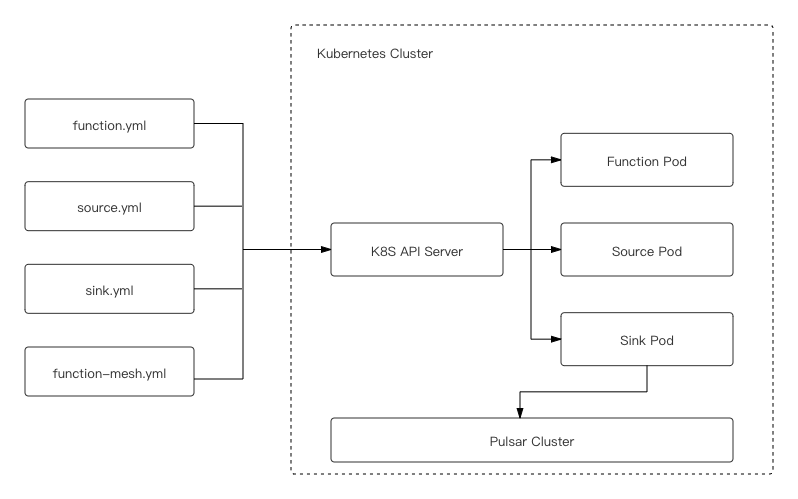 Kubernetes Cluster
function.yml
source.yml
sink.yml
function-mesh.yml
K8S API Server
Function Pod
Source Pod
Sink Pod
Pulsar Cluster